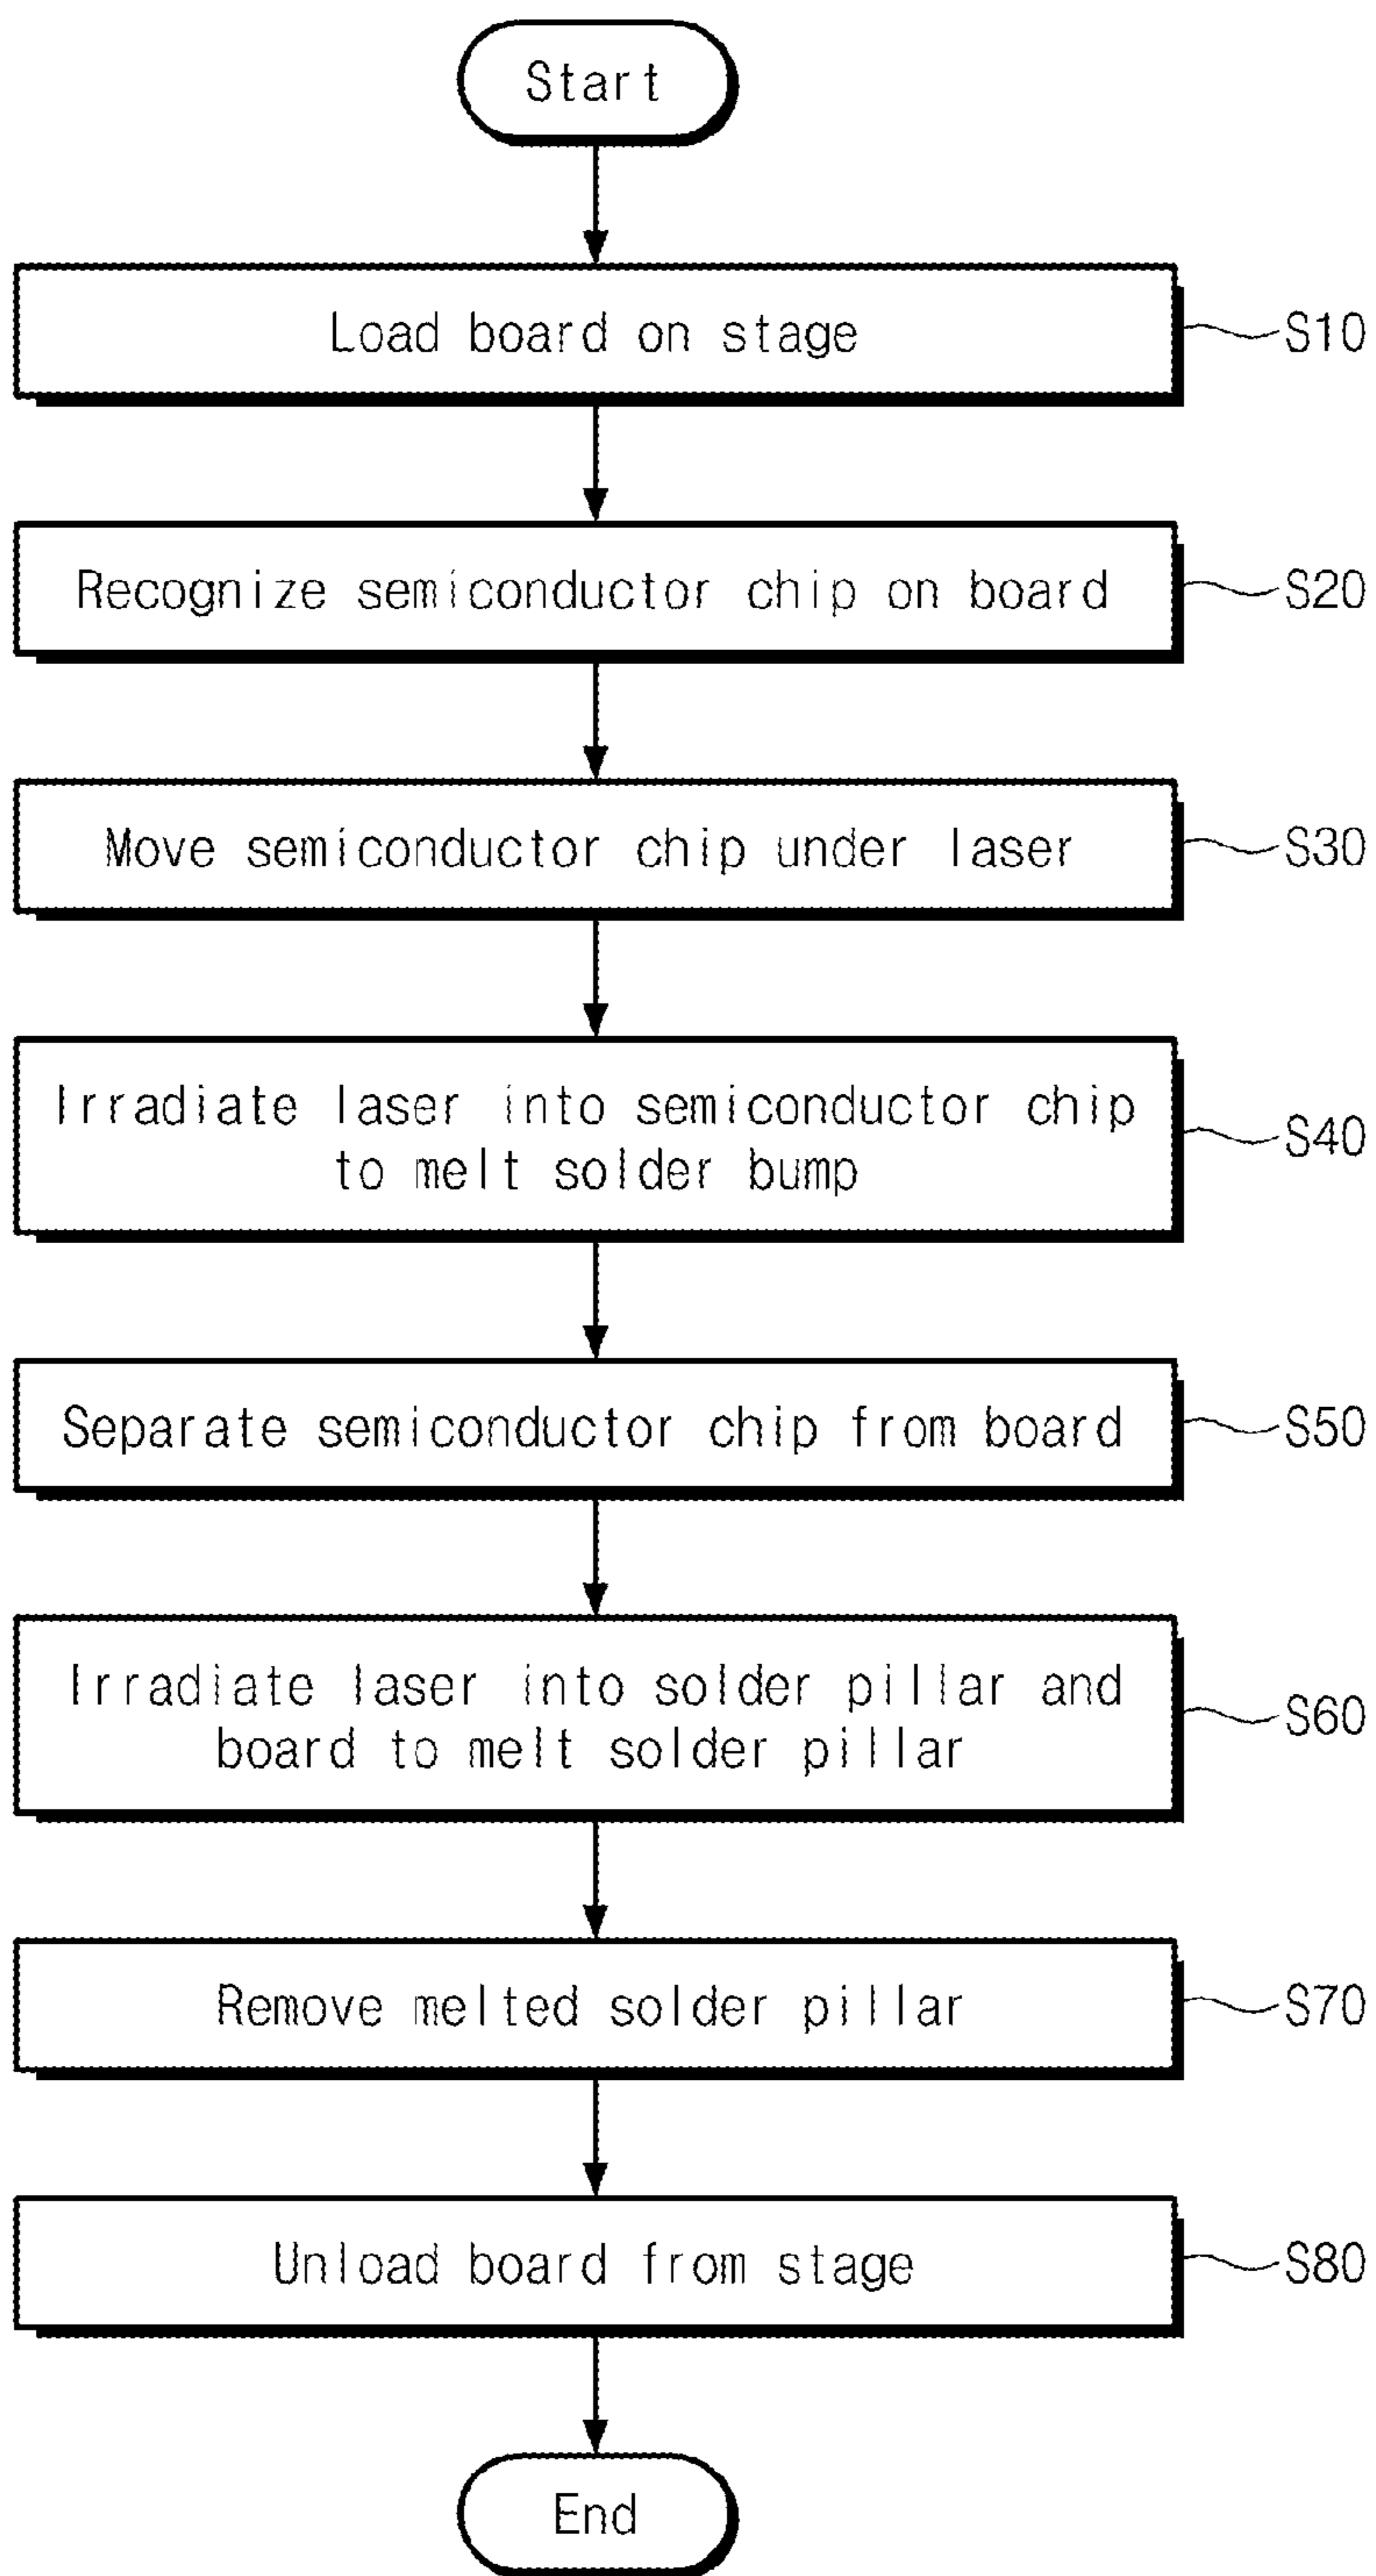 Start
Load board on stage
S10
Recognize semiconductor chip on board
S20
Move semiconductor chip under laser
S30
Irradiate laser into semiconductor chip
to melt solder bump
S40
Separate semiconductor chip from board
S50
Irradiate laser into solder pillar and
board to melt solder pillar
S60
Remove melted solder pillar
S70
Unload board from stage
S80
End